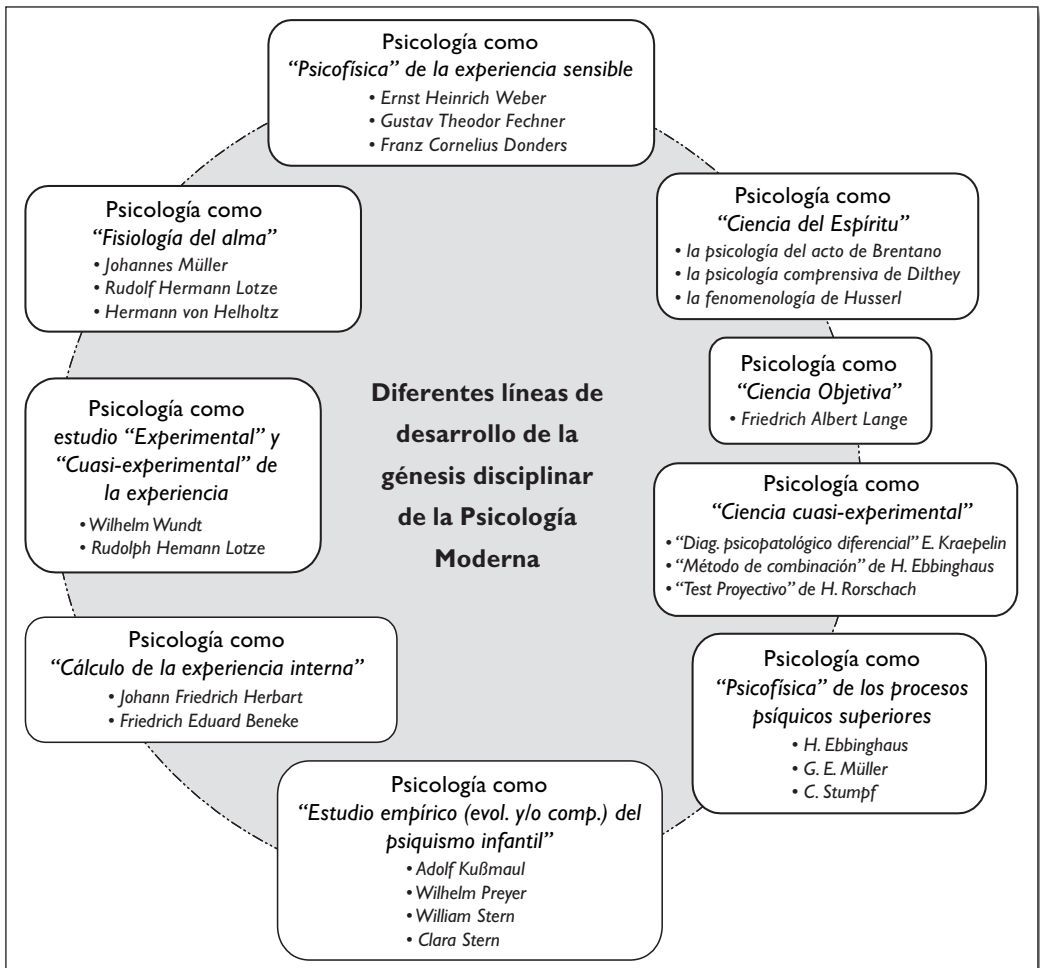 Psicología como
“Psicofísica” de la experiencia sensible
• Ernst Heinrich Weber
• Gustav Theodor Fechner
• Franz Cornelius Donders
Psicología como
“Fisiología del alma”
• Johannes Müller
• Rudolf Hermann Lotze
• Hermann von Helholtz
Psicología como
“Ciencia del Espíritu”
• la psicología del acto de Brentano
• la psicología comprensiva de Dilthey
• la fenomenología de Husserl
Psicología como
“Ciencia Objetiva”
• Friedrich Albert Lange
Psicología como
estudio “Experimental” y
“Cuasi-experimental” de
la experiencia
• Wilhelm Wundt
• Rudolph Hemann Lotze
Diferentes líneas de
desarrollo de la
génesis disciplinar
de la Psicología
Moderna
Psicología como
“Ciencia cuasi-experimental”
• “Diag. psicopatológico diferencial” E. Kraepelin
• “Método de combinación” de H. Ebbinghaus
• “Test Proyectivo” de H. Rorschach
Psicología como
“Cálculo de la experiencia interna”
• Johann Friedrich Herbart
• Friedrich Eduard Beneke
Psicología como
“Psicofísica” de los procesos
psíquicos superiores
• H. Ebbinghaus
• G. E. Müller
• C. Stumpf
Psicología como
“Estudio empírico (evol. y/o comp.) del
psiquismo infantil”
• Adolf Kußmaul
• Wilhelm Preyer
• William Stern
• Clara Stern